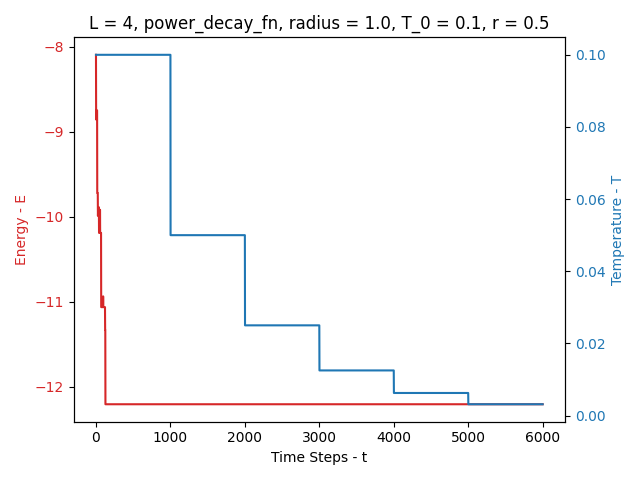 L = 4, power_decay_fn, radius = 1.0, T_0 = 0.1, r = 0.5
−8
−9
−10
−11
−12
Energy - E
0.10
0.08
0.06
0.04
0.02
0.00
Temperature - T
0 1000 2000 3000 4000 5000 6000
Time Steps - t